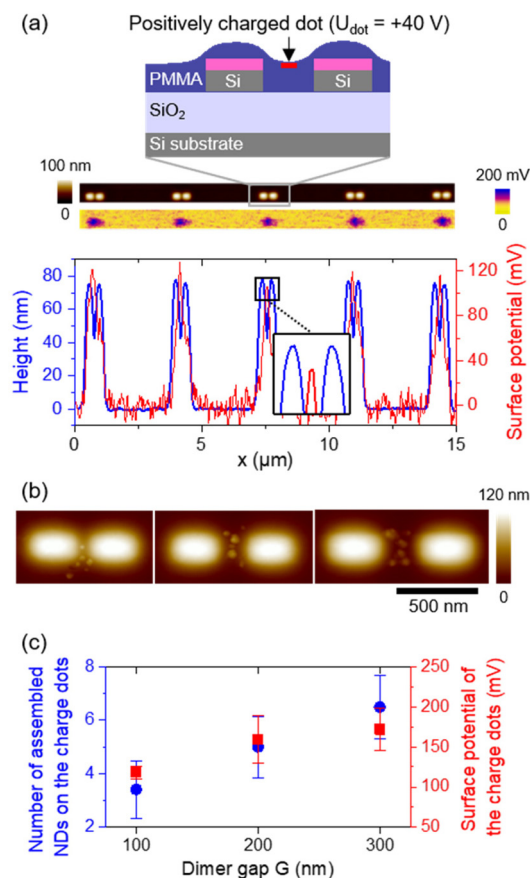 (a)
Positively charged dot (U_dot = +40 V)
PMMA
Si
Si
SiO₂
Si substrate
100 nm
0
200 mV
0
Height (nm)
80
60
40
20
0
120
80
40
0
Surface potential (mV)
0
5
10
15
x (µm)
(b)
120 nm
0
500 nm
(c)
Number of assembled
NDs on the charge dots
8
6
4
2
250
200
150
100
50
Surface potential of
the charge dots (mV)
100
200
300
Dimer gap G (nm)